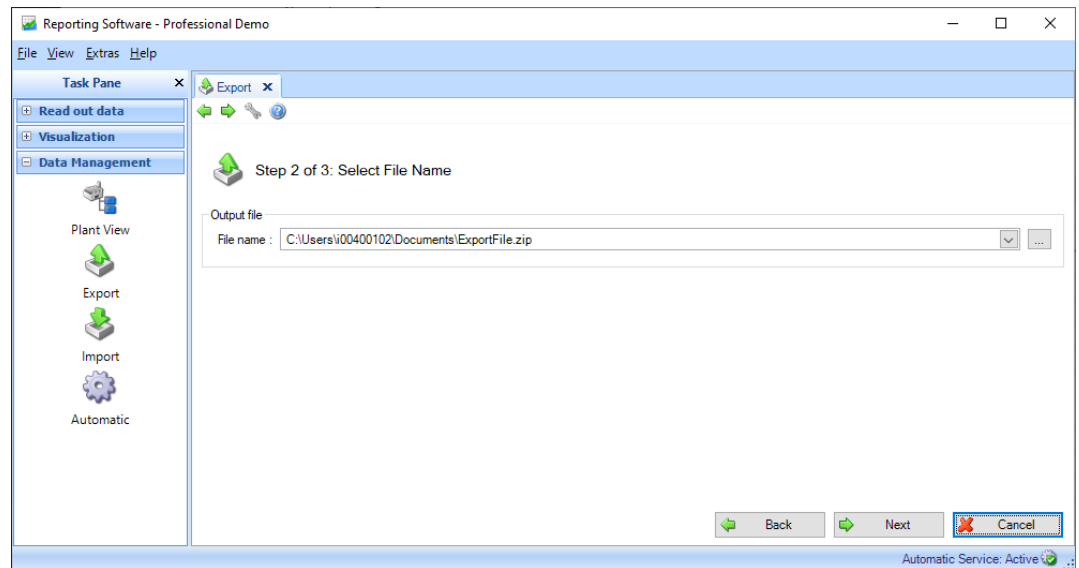 Reporting Software - Professional Demo
File View Extras Help
Task Pane
Export
Read out data
Visualization
Data Management
Step 2 of 3: Select File Name
Plant View
Output file
File name : C:\Users\i00400102\Documents\ExportFile.zip
...
Export
Import
Automatic
Back
Next
Cancel
Automatic Service: Active